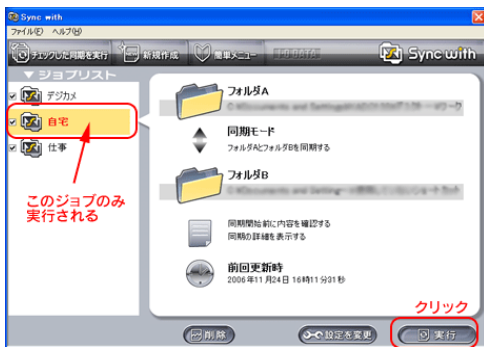 Sync with
ファイル(F) ヘルプ(H)
チェックした同期を実行
新規作成
簡単メニュー
I-O DATA
Sync with
▼ ジョブリスト
デジカメ
自宅
仕事
このジョブのみ
実行される
フォルダA
同期モード
フォルダAとフォルダBを同期する
フォルダB
同期開始前に内容を確認する
同期の詳細を表示する
前回更新時
2006年11月24日 16時11分31秒
クリック
削除
設定を変更
実行